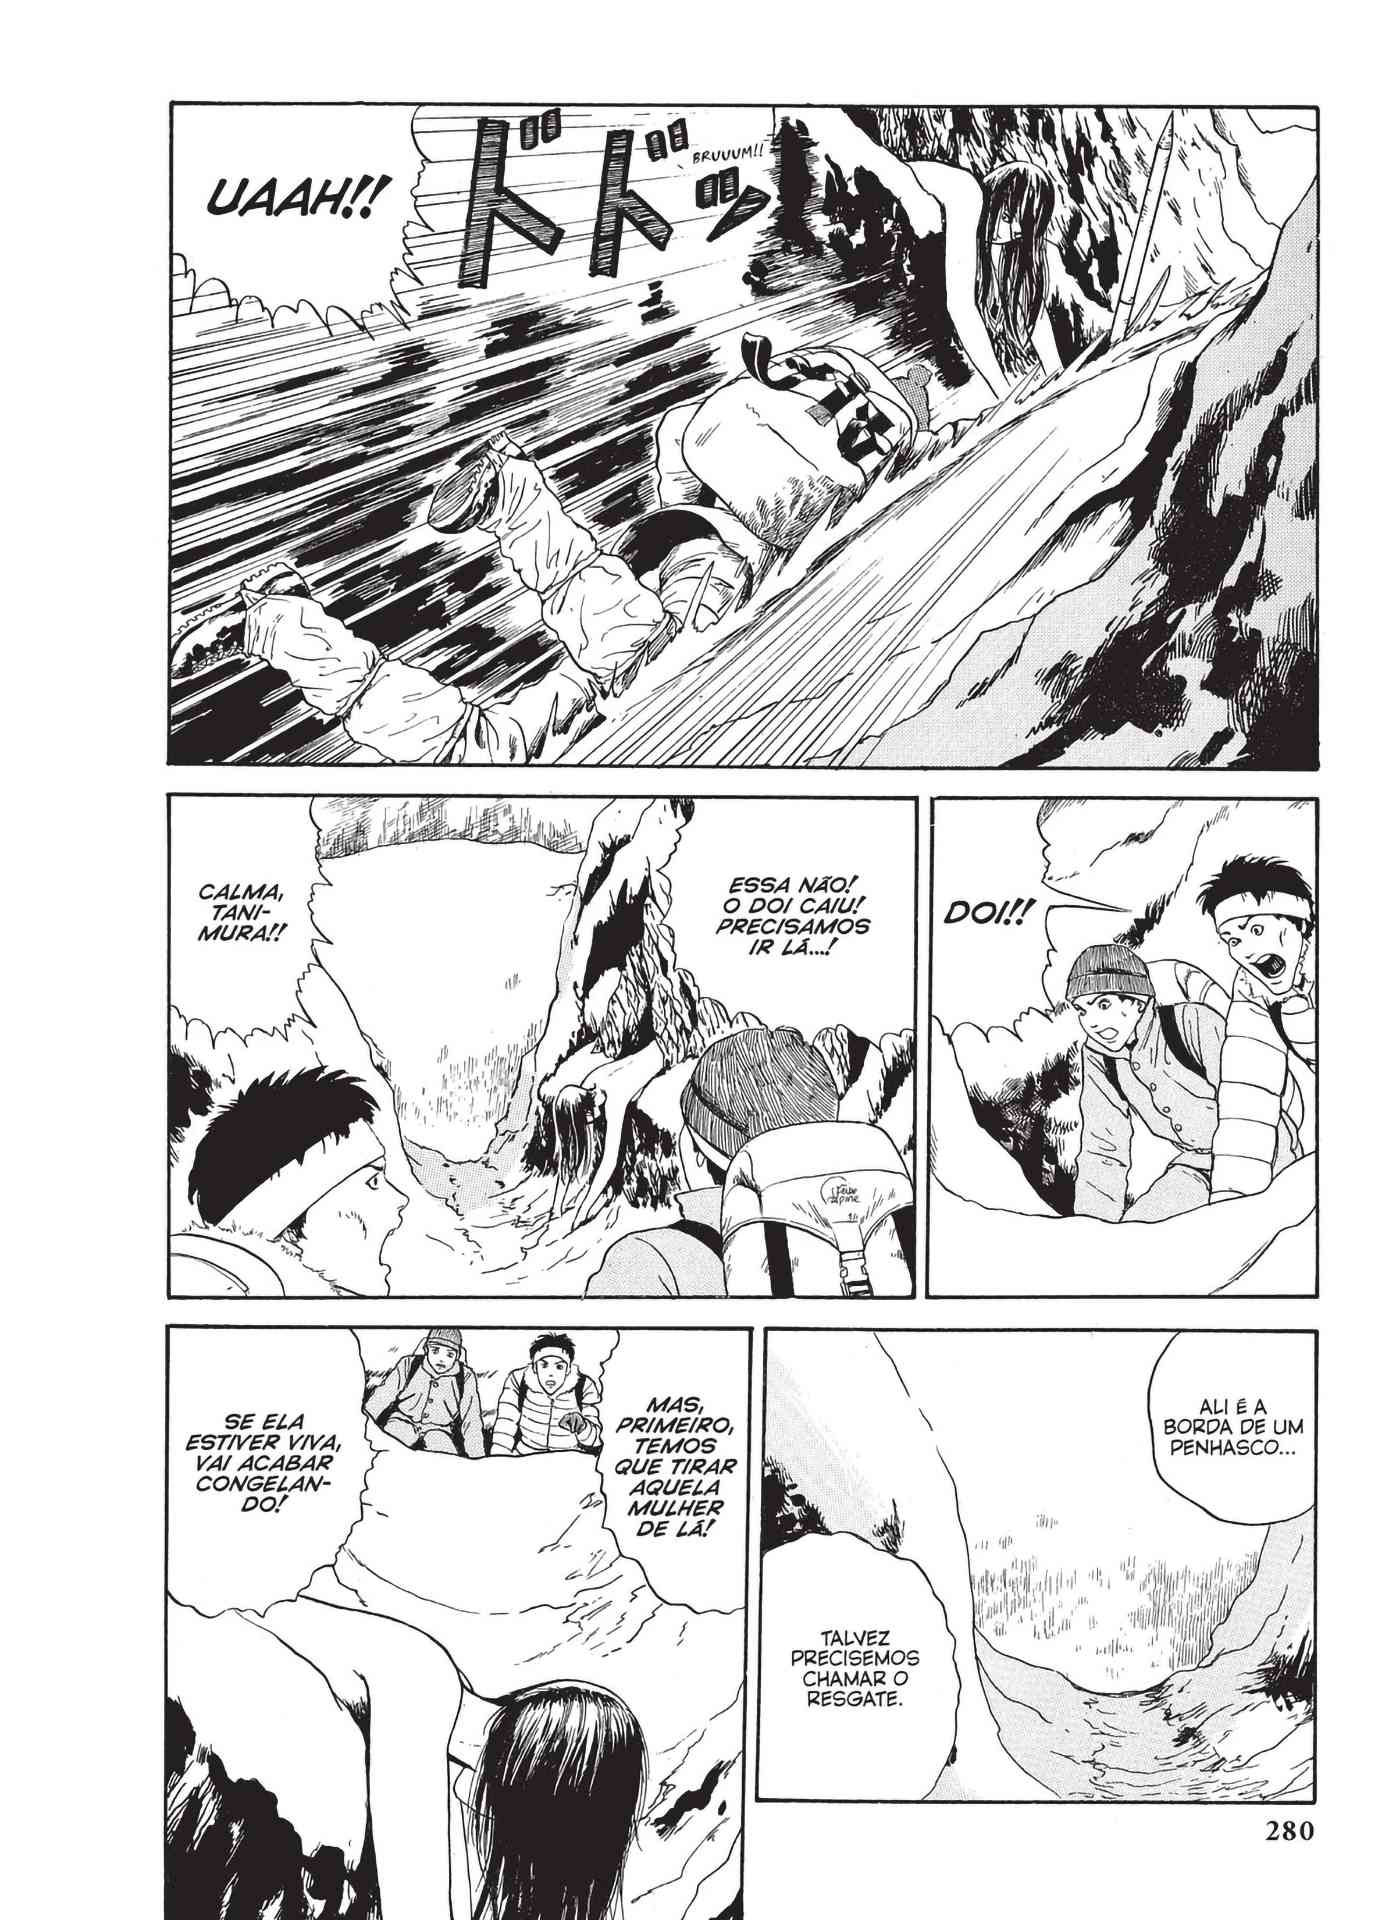 ドドッ
BRUUUM!!
UAAH!!
DOI!!
ESSA NÃO!
O DOI CAIU!
PRECISAMOS
IR LÁ...!
CALMA,
TANI-
MURA!!
Alpine
ALI É A
BORDA DE UM
PENHASCO...
TALVEZ
PRECISEMOS
CHAMAR O
RESGATE.
MAS,
PRIMEIRO,
TEMOS
QUE TIRAR
AQUELA
MULHER
DE LÁ!
SE ELA
ESTIVER VIVA,
VAI ACABAR
CONGELAN-
DO!
280